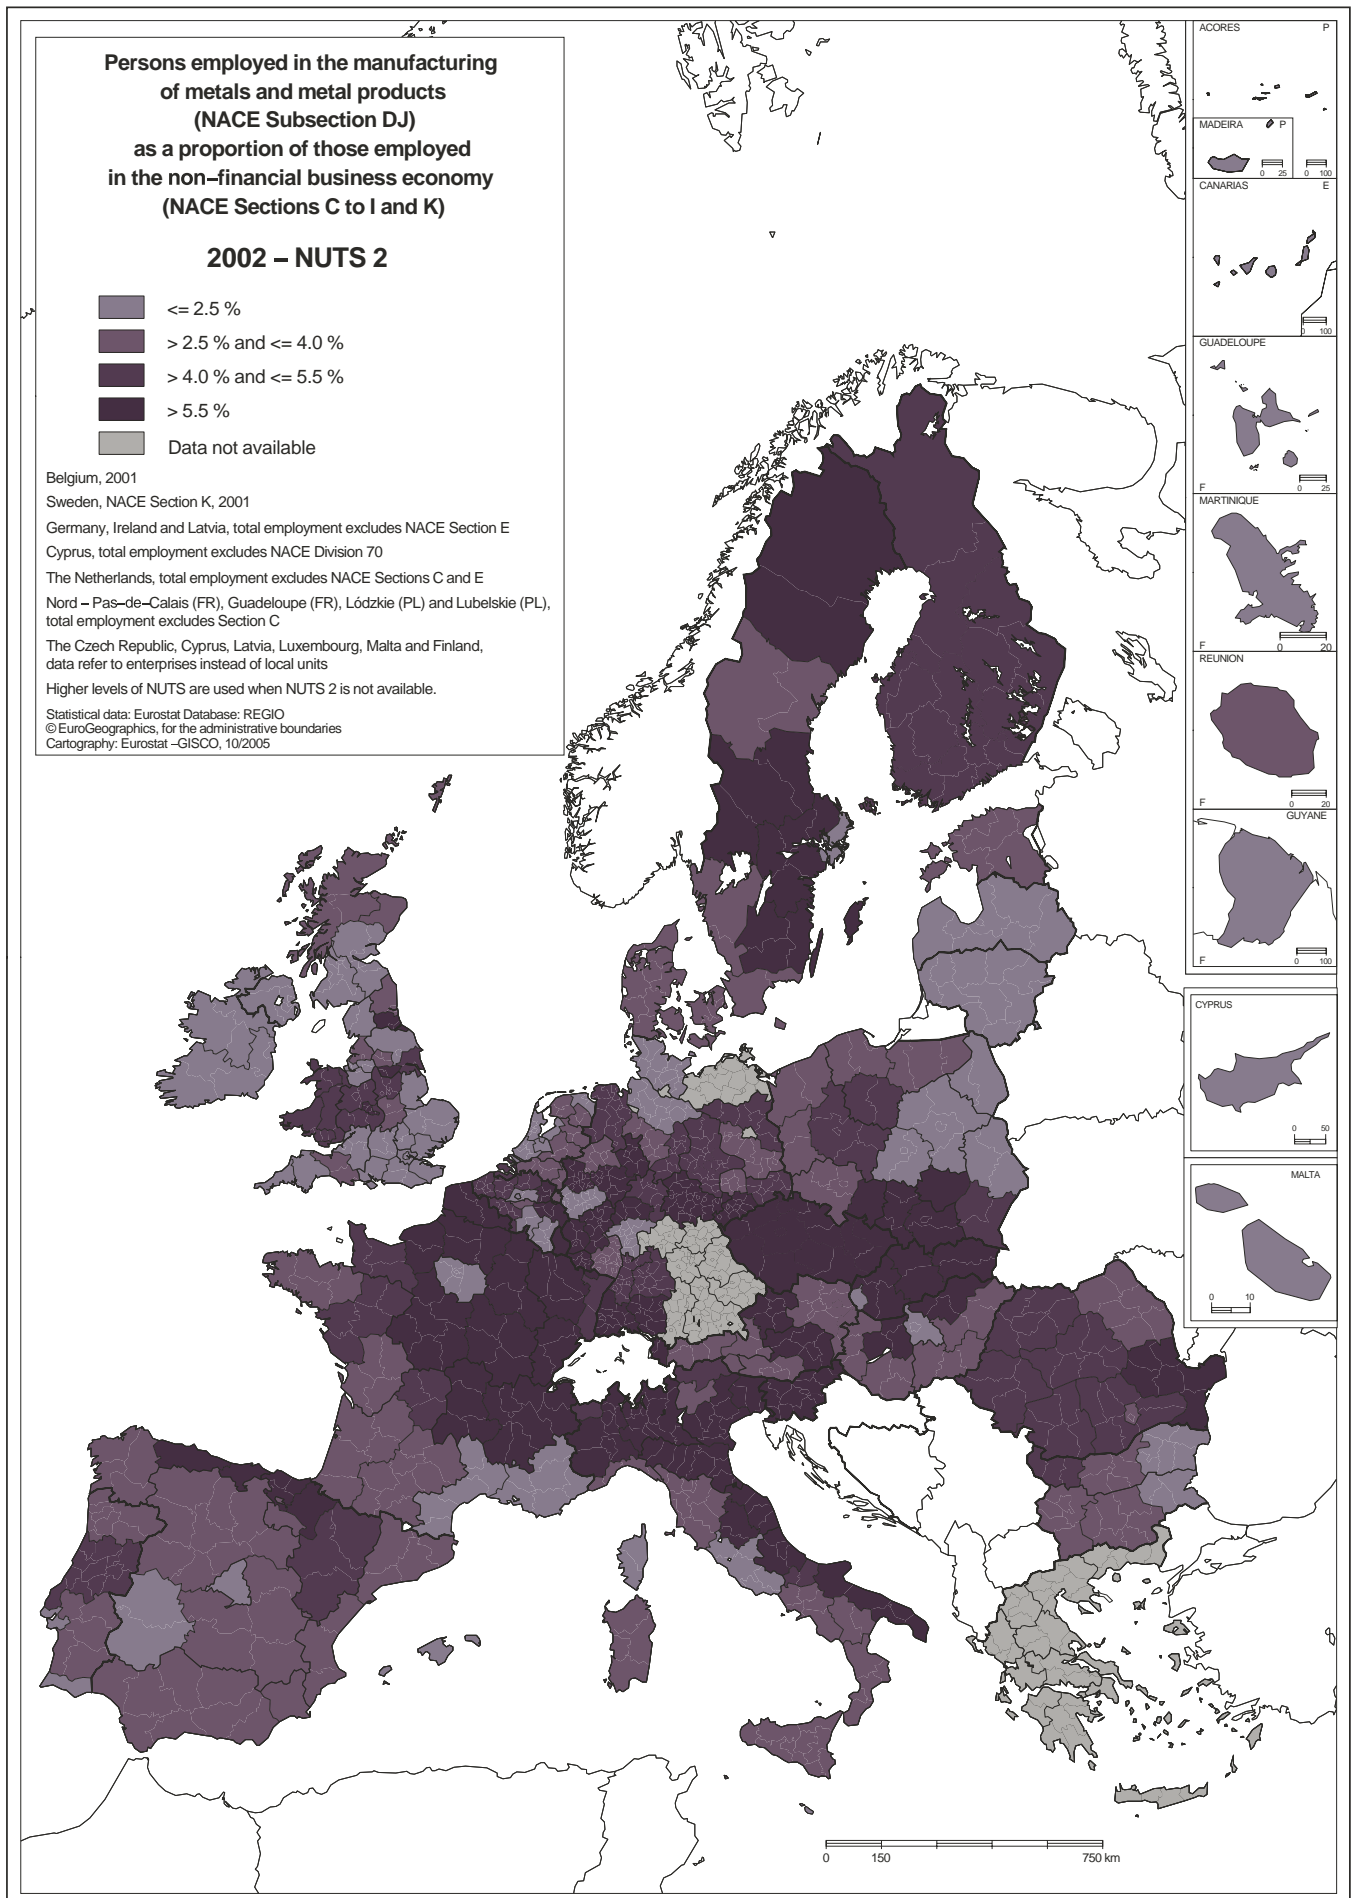 Persons employed in the manufacturing
of metals and metal products
(NACE Subsection DJ)
as a proportion of those employed
in the non–financial business economy
(NACE Sections C to I and K)
2002 – NUTS 2
<= 2.5 %
> 2.5 % and <= 4.0 %
> 4.0 % and <= 5.5 %
> 5.5 %
Data not available
Belgium, 2001
Sweden, NACE Section K, 2001
Germany, Ireland and Latvia, total employment excludes NACE Section E
Cyprus, total employment excludes NACE Division 70
The Netherlands, total employment excludes NACE Sections C and E
Nord – Pas–de–Calais (FR), Guadeloupe (FR), Lódzkie (PL) and Lubelskie (PL),
total employment excludes Section C
The Czech Republic, Cyprus, Latvia, Luxembourg, Malta and Finland,
data refer to enterprises instead of local units
Higher levels of NUTS are used when NUTS 2 is not available.
Statistical data: Eurostat Database: REGIO
© EuroGeographics, for the administrative boundaries
Cartography: Eurostat –GISCO, 10/2005
ACORES P
MADEIRA P
0 25 0 100
CANARIAS E
0 100
GUADELOUPE
F 0 25
MARTINIQUE
F 0 20
REUNION
F 0 20
GUYANE
F 0 100
CYPRUS
0 50
MALTA
0 10
0 150 750 km